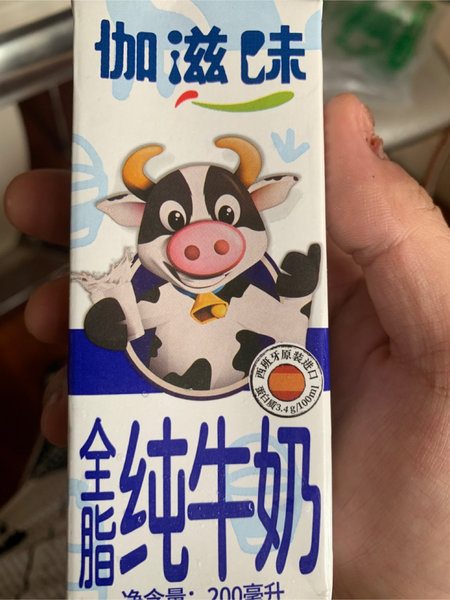 伽滋味
西班牙原装进口
蛋白质3.4g/100ml
全脂纯牛奶
净含量：200毫升